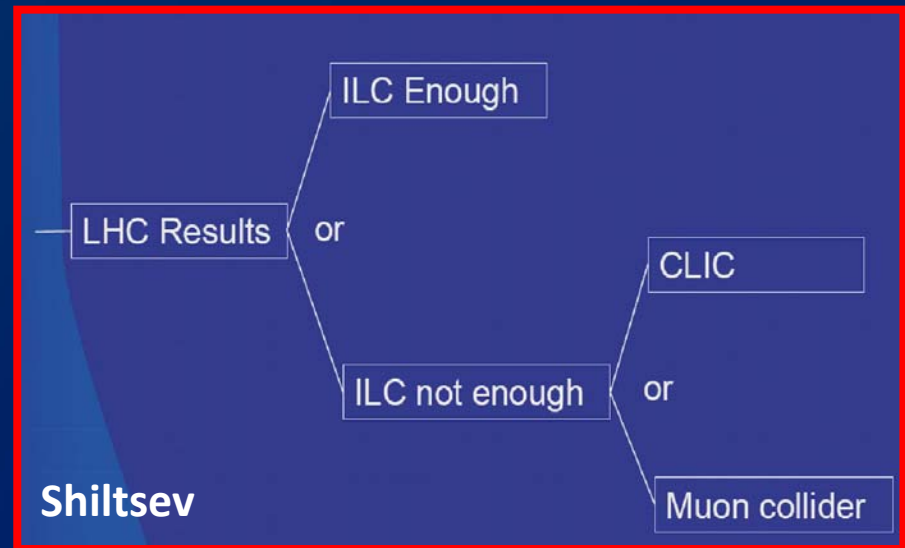 ILC Enough
LHC Results
or
CLIC
ILC not enough
or
Muon collider
Shiltsev